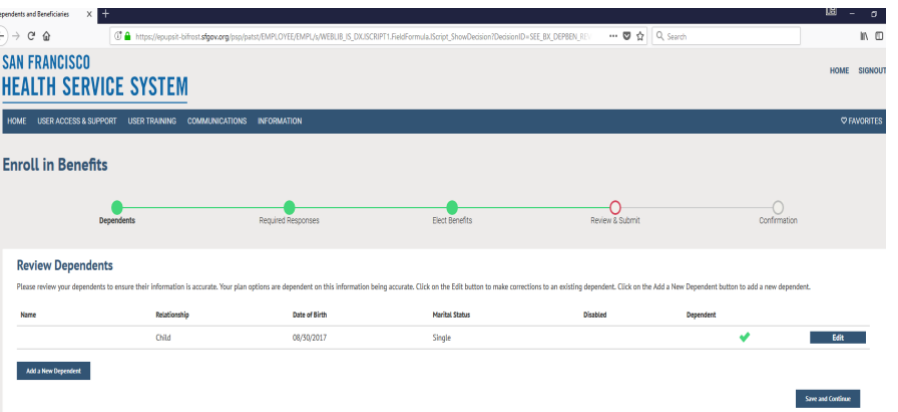 ependents and Beneficiaries X +
https://epupsit-bifrost.sfgov.org/psp/patst/EMPLOYEE/EMPL/s/WEBLIB_IS_DX.ISCRIPT1.FieldFormula.IScript_ShowDecision?DecisionID=SEE_BX_DEPBEN_RE Search
SAN FRANCISCO
HEALTH SERVICE SYSTEM
HOME SIGNOUT
HOME USER ACCESS & SUPPORT USER TRAINING COMMUNICATIONS INFORMATION FAVORITES
Enroll in Benefits
Dependents Required Responses Elect Benefits Review & Submit Confirmation
Review Dependents
Please review your dependents to ensure their information is accurate. Your plan options are dependent on this information being accurate. Click on the Edit button to make corrections to an existing dependent. Click on the Add a New Dependent button to add a new dependent.
Name Relationship Date of Birth Marital Status Disabled Dependent
Child 08/30/2017 Single Edit
Add a New Dependent
Save and Continue